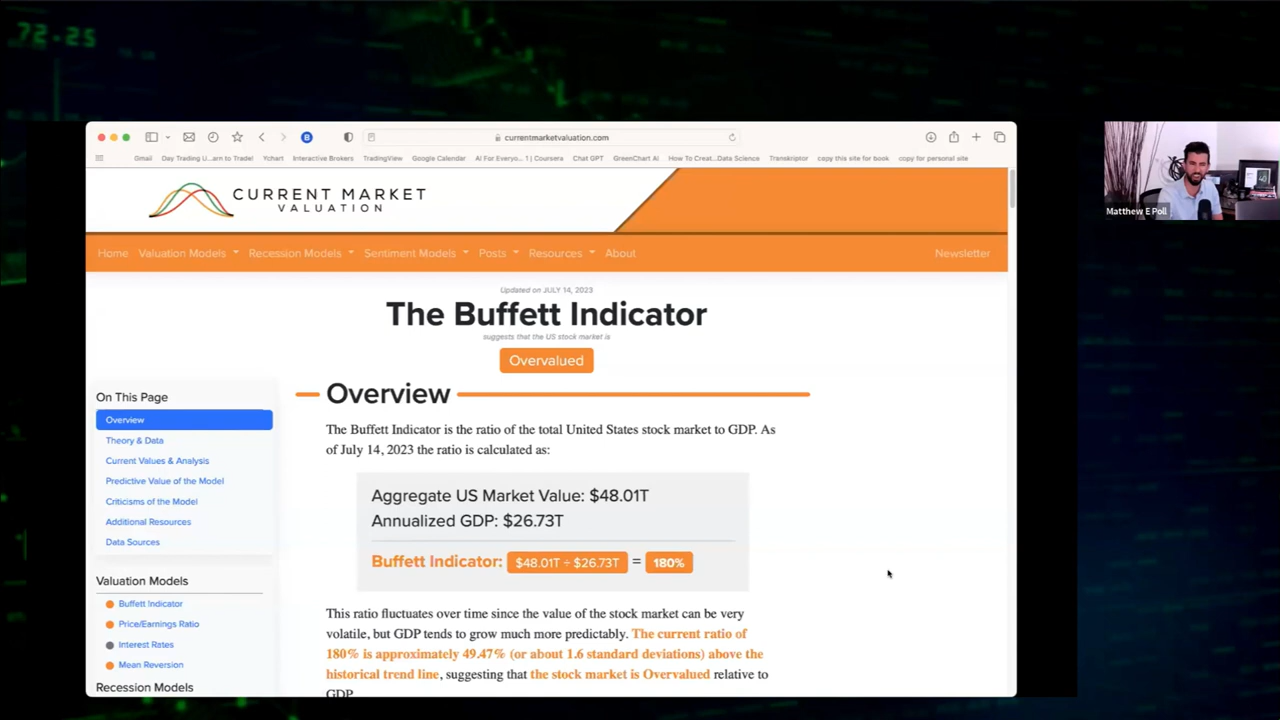 72-25
currentmarketvaluation.com
Gmail Day Trading U...arn to Trade! Ychart Interactive Brokers TradingView Google Calendar AI For Everyo... 1 | Coursera Chat GPT GreenChart AI How To Creat...Data Science Transkriptor copy this site for book copy for personal site
CURRENT MARKET
VALUATION
Home Valuation Models Recession Models Sentiment Models Posts Resources About Newsletter
Updated on JULY 14, 2023
The Buffett Indicator
suggests that the US stock market is
Overvalued
On This Page
Overview
Theory & Data
Current Values & Analysis
Predictive Value of the Model
Criticisms of the Model
Additional Resources
Data Sources
Valuation Models
Buffett Indicator
Price/Earnings Ratio
Interest Rates
Mean Reversion
Recession Models
Overview
The Buffett Indicator is the ratio of the total United States stock market to GDP. As
of July 14, 2023 the ratio is calculated as:
Aggregate US Market Value: $48.01T
Annualized GDP: $26.73T
Buffett Indicator: $48.01T ÷ $26.73T = 180%
This ratio fluctuates over time since the value of the stock market can be very
volatile, but GDP tends to grow much more predictably. The current ratio of
180% is approximately 49.47% (or about 1.6 standard deviations) above the
historical trend line, suggesting that the stock market is Overvalued relative to
GDP.
Matthew E Poll